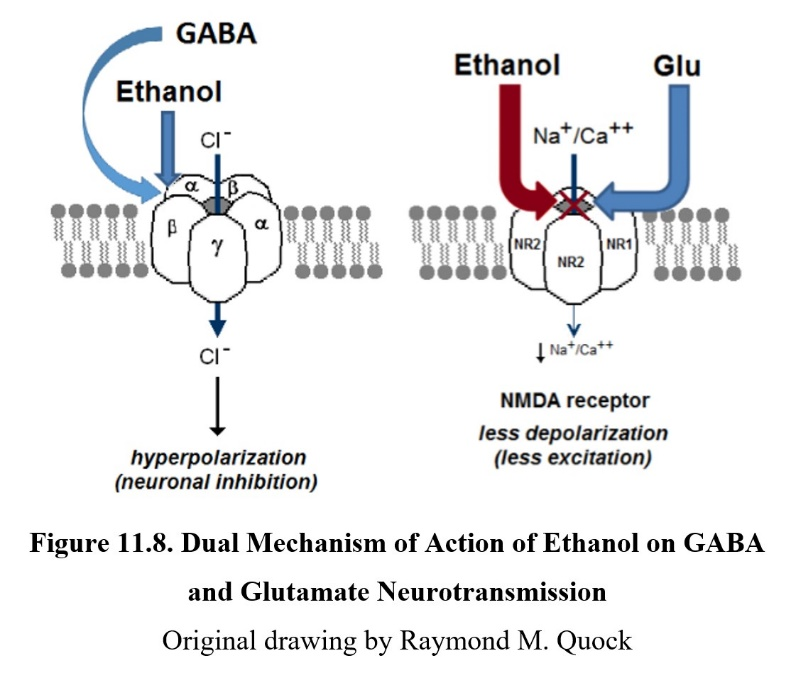 GABA
Ethanol
Cl⁻
α
β
β
α
γ
Cl⁻
hyperpolarization
(neuronal inhibition)
Ethanol
Glu
Na⁺/Ca⁺⁺
NR2
NR1
NR2
↓ Na⁺/Ca⁺⁺
NMDA receptor
less depolarization
(less excitation)
Figure 11.8. Dual Mechanism of Action of Ethanol on GABA
and Glutamate Neurotransmission
Original drawing by Raymond M. Quock